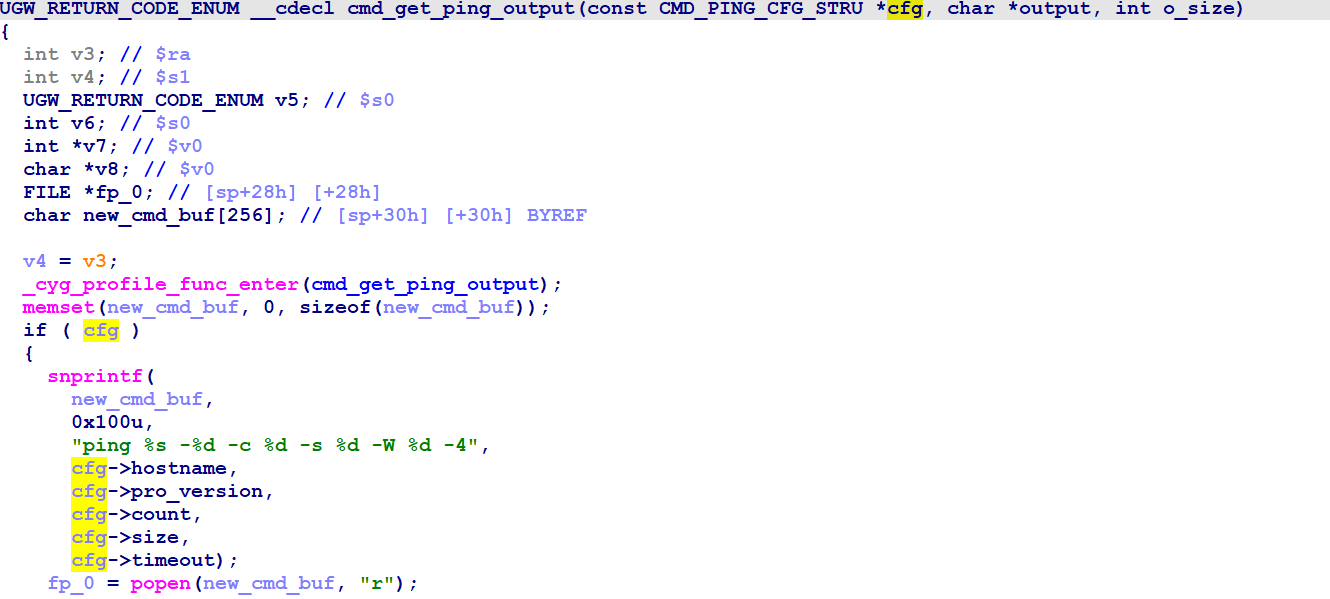 UGW_RETURN_CODE_ENUM __cdecl cmd_get_ping_output(const CMD_PING_CFG_STRU *cfg, char *output, int o_size)
{
  int v3; // $ra
  int v4; // $s1
  UGW_RETURN_CODE_ENUM v5; // $s0
  int v6; // $s0
  int *v7; // $v0
  char *v8; // $v0
  FILE *fp_0; // [sp+28h] [+28h]
  char new_cmd_buf[256]; // [sp+30h] [+30h] BYREF

  v4 = v3;
  _cyg_profile_func_enter(cmd_get_ping_output);
  memset(new_cmd_buf, 0, sizeof(new_cmd_buf));
  if ( cfg )
  {
    snprintf(
      new_cmd_buf,
      0x100u,
      "ping %s -%d -c %d -s %d -W %d -4",
      cfg->hostname,
      cfg->pro_version,
      cfg->count,
      cfg->size,
      cfg->timeout);
    fp_0 = popen(new_cmd_buf, "r");